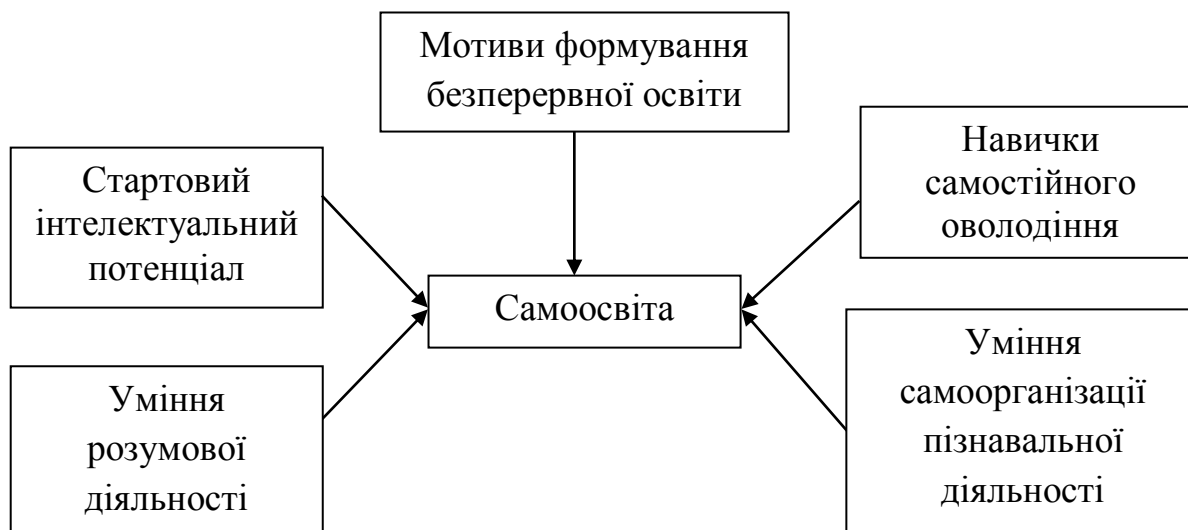 Мотиви формування
безперервної освіти
Стартовий
інтелектуальний
потенціал
Навички
самостійного
оволодіння
Самоосвіта
Уміння
розумової
діяльності
Уміння
самоорганізації
пізнавальної
діяльності